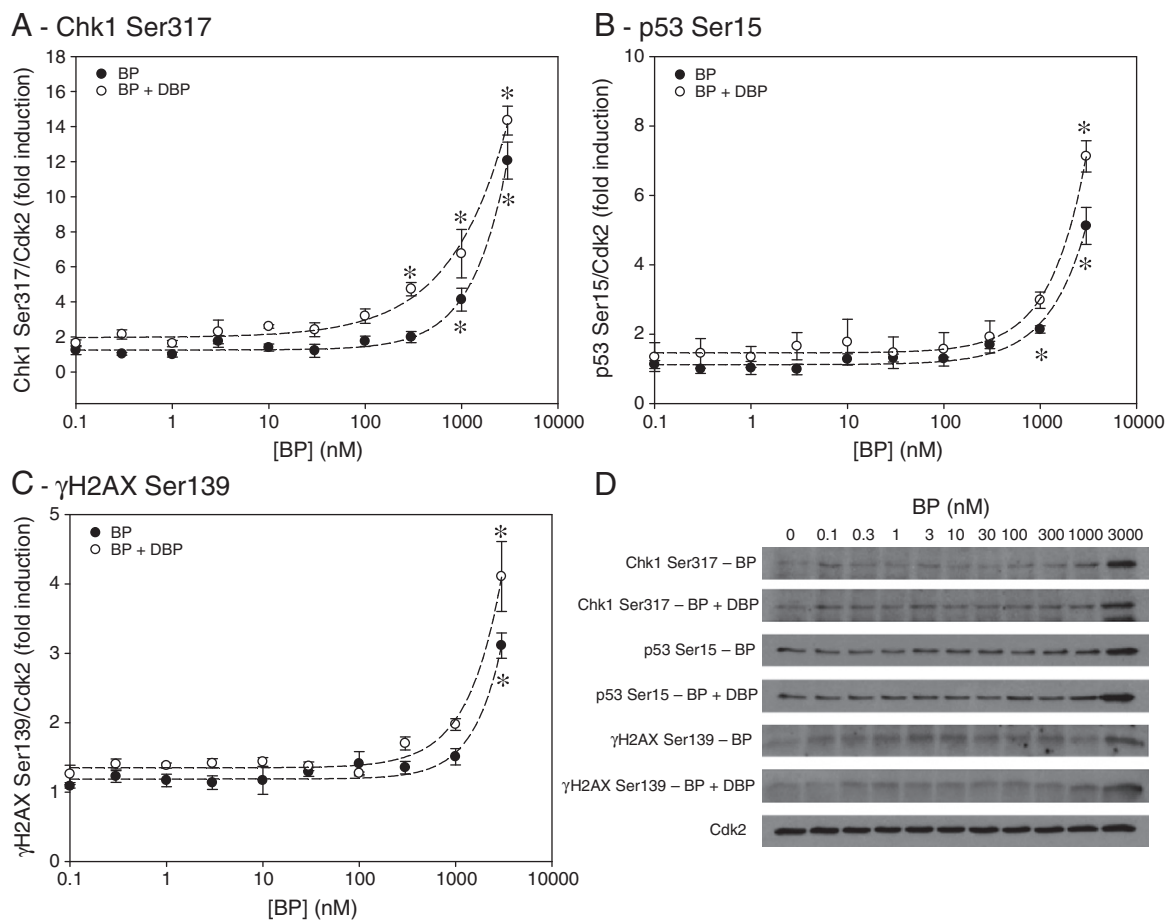 A - Chk1 Ser317
18
16
14
12
10
8
6
4
2
0
Chk1 Ser317/Cdk2 (fold induction)
BP
BP + DBP
*
*
*
*
*
0.1 1 10 100 1000 10000
[BP] (nM)
B - p53 Ser15
10
8
6
4
2
0
p53 Ser15/Cdk2 (fold induction)
BP
BP + DBP
*
*
*
0.1 1 10 100 1000 10000
[BP] (nM)
C - γH2AX Ser139
5
4
3
2
1
0
γH2AX Ser139/Cdk2 (fold induction)
BP
BP + DBP
*
*
0.1 1 10 100 1000 10000
[BP] (nM)
D
BP (nM)
0 0.1 0.3 1 3 10 30 100 300 1000 3000
Chk1 Ser317 – BP
Chk1 Ser317 – BP + DBP
p53 Ser15 – BP
p53 Ser15 – BP + DBP
γH2AX Ser139 – BP
γH2AX Ser139 – BP + DBP
Cdk2